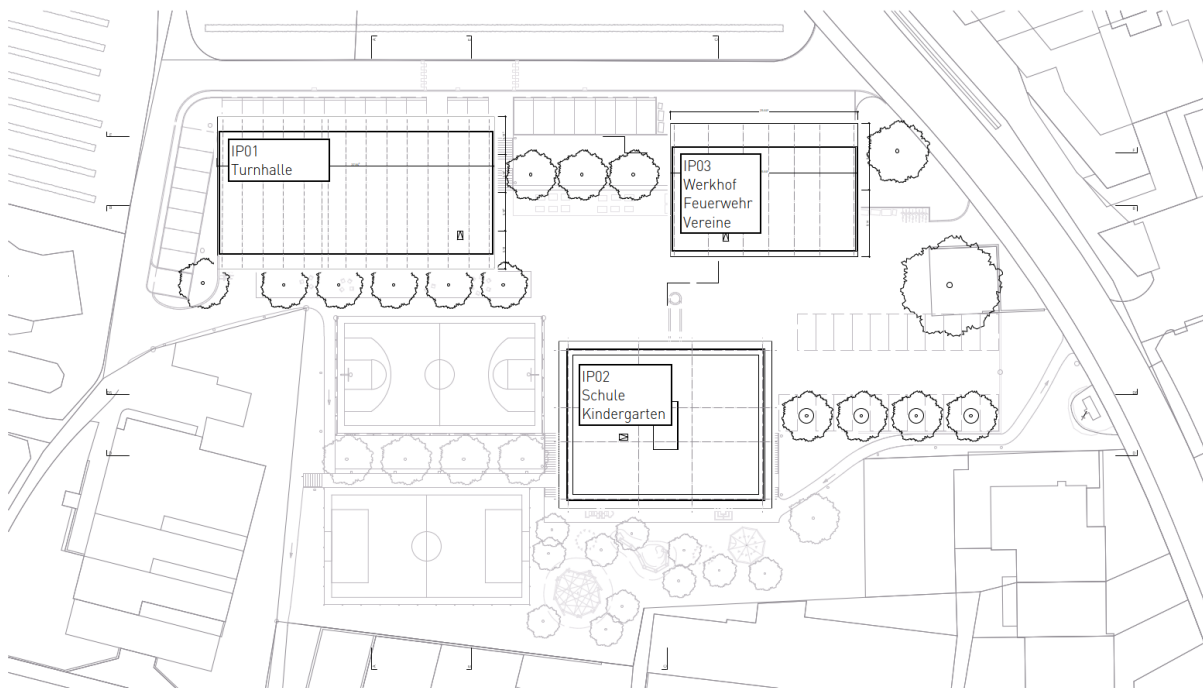 IP01
Turnhalle
IP03
Werkhof
Feuerwehr
Vereine
IP02
Schule
Kindergarten